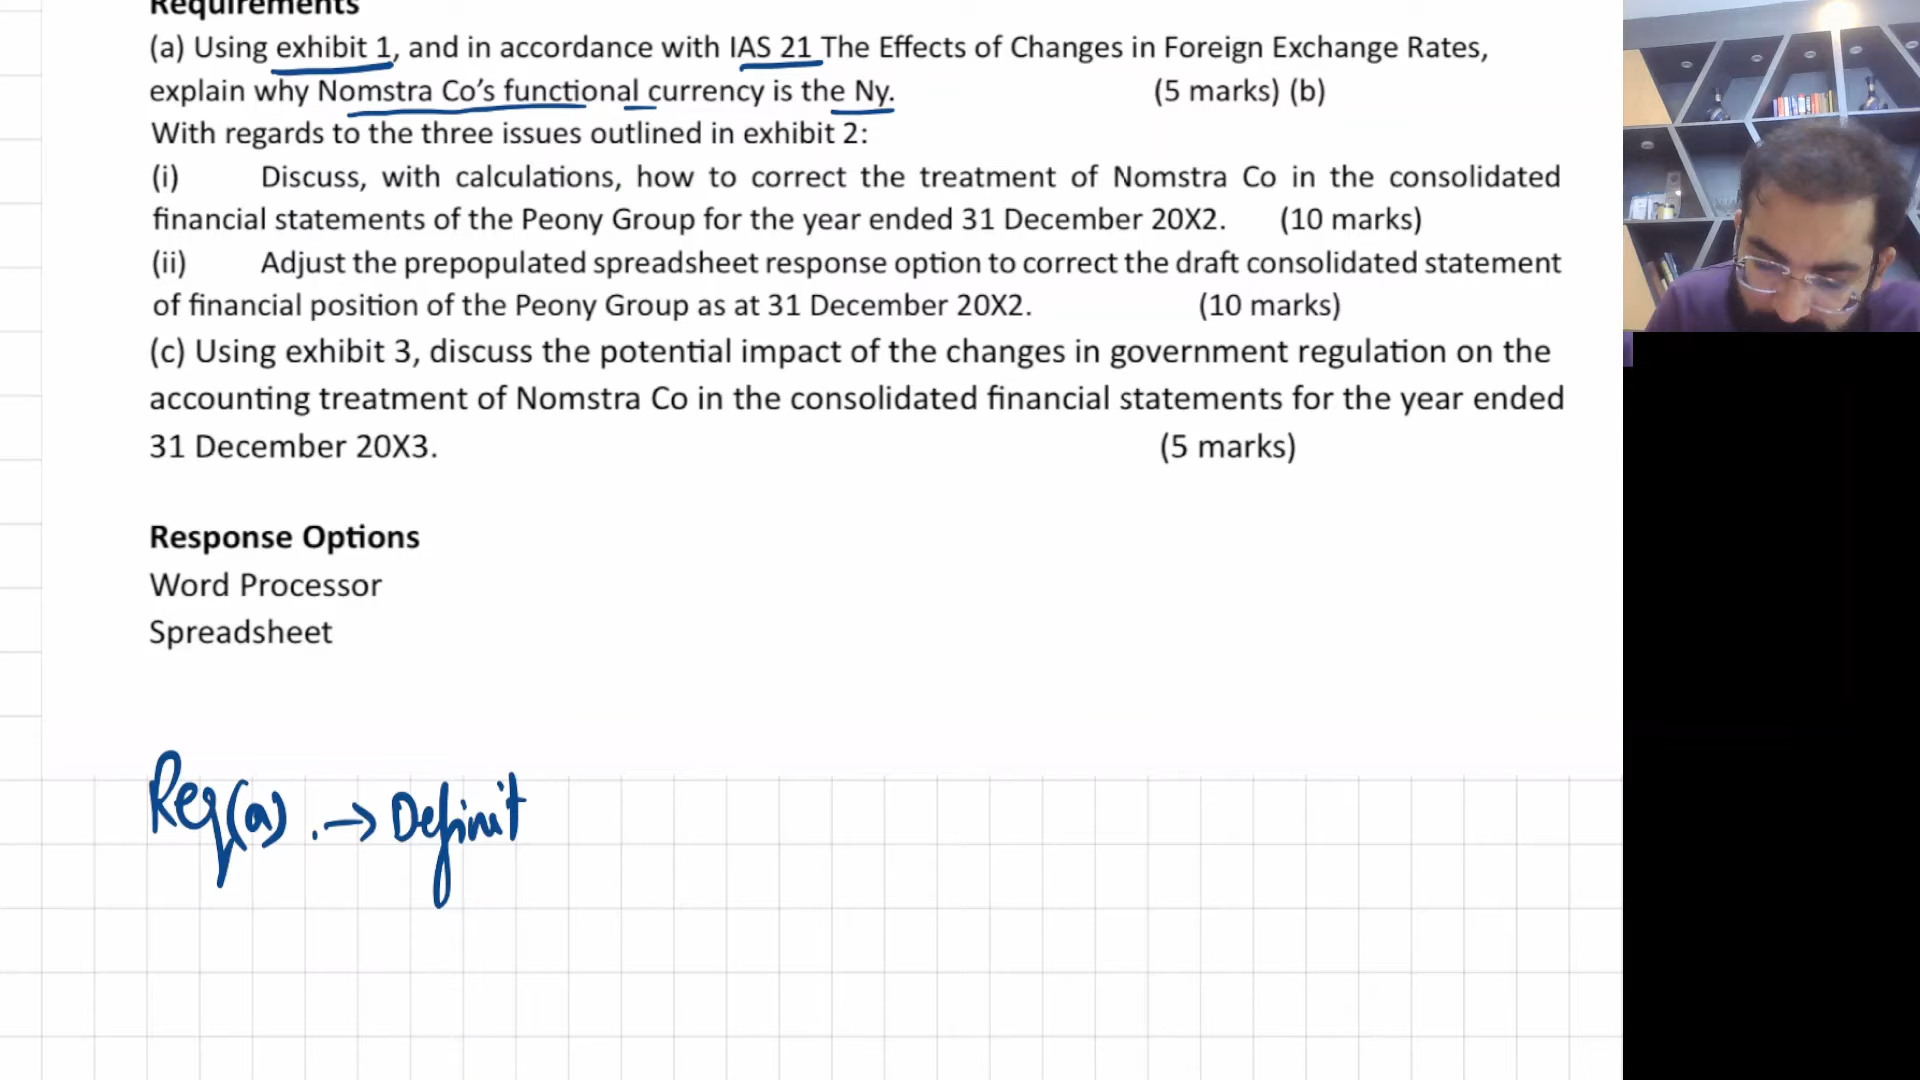 Requirements
(a) Using exhibit 1, and in accordance with IAS 21 The Effects of Changes in Foreign Exchange Rates,
explain why Nomstra Co's functional currency is the Ny. (5 marks) (b)
With regards to the three issues outlined in exhibit 2:
(i) Discuss, with calculations, how to correct the treatment of Nomstra Co in the consolidated
financial statements of the Peony Group for the year ended 31 December 20X2. (10 marks)
(ii) Adjust the prepopulated spreadsheet response option to correct the draft consolidated statement
of financial position of the Peony Group as at 31 December 20X2. (10 marks)
(c) Using exhibit 3, discuss the potential impact of the changes in government regulation on the
accounting treatment of Nomstra Co in the consolidated financial statements for the year ended
31 December 20X3. (5 marks)
Response Options
Word Processor
Spreadsheet
Req(a) . → Definit